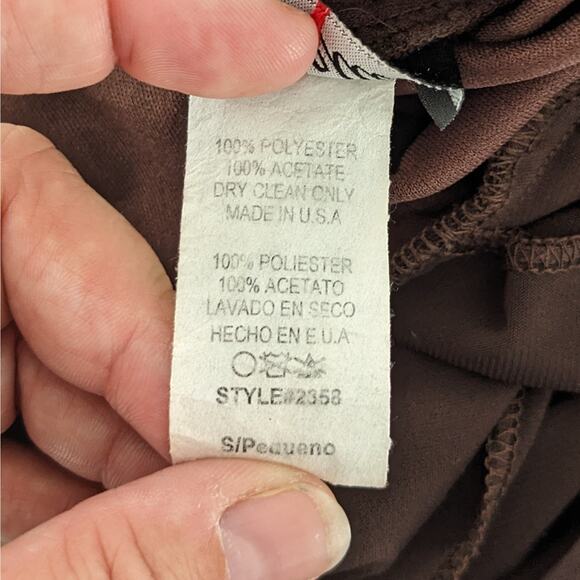 100% POLYESTER
100% ACETATE
DRY CLEAN ONLY
MADE IN U.S.A
100% POLIESTER
100% ACETATO
LAVADO EN SECO
HECHO EN E.U.A
STYLE#2358
S/Pequeno